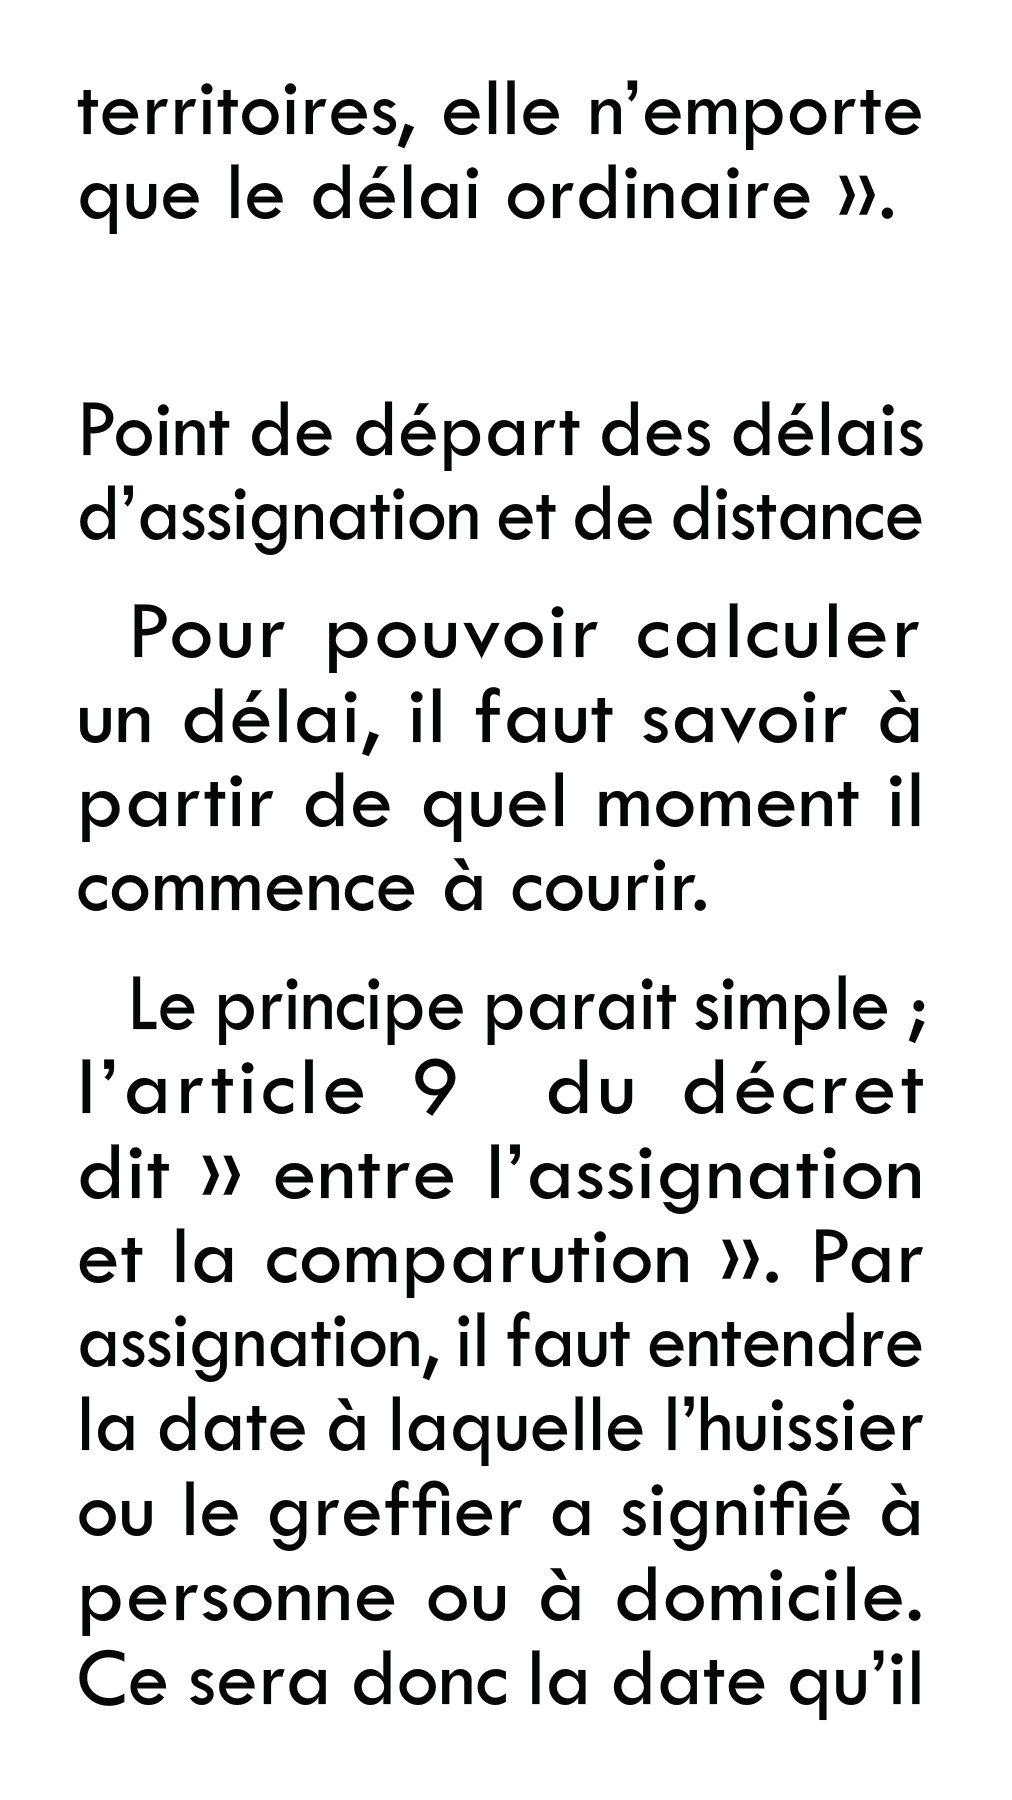 territoires, elle n’emporte
que le délai ordinaire ».
Point de départ des délais
d’assignation et de distance
Pour pouvoir calculer
un délai, il faut savoir à
partir de quel moment il
commence à courir.
Le principe parait simple ;
l’article 9 du décret
dit » entre l’assignation
et la comparution ». Par
assignation, il faut entendre
la date à laquelle l’huissier
ou le greffier a signifié à
personne ou à domicile.
Ce sera donc la date qu’il